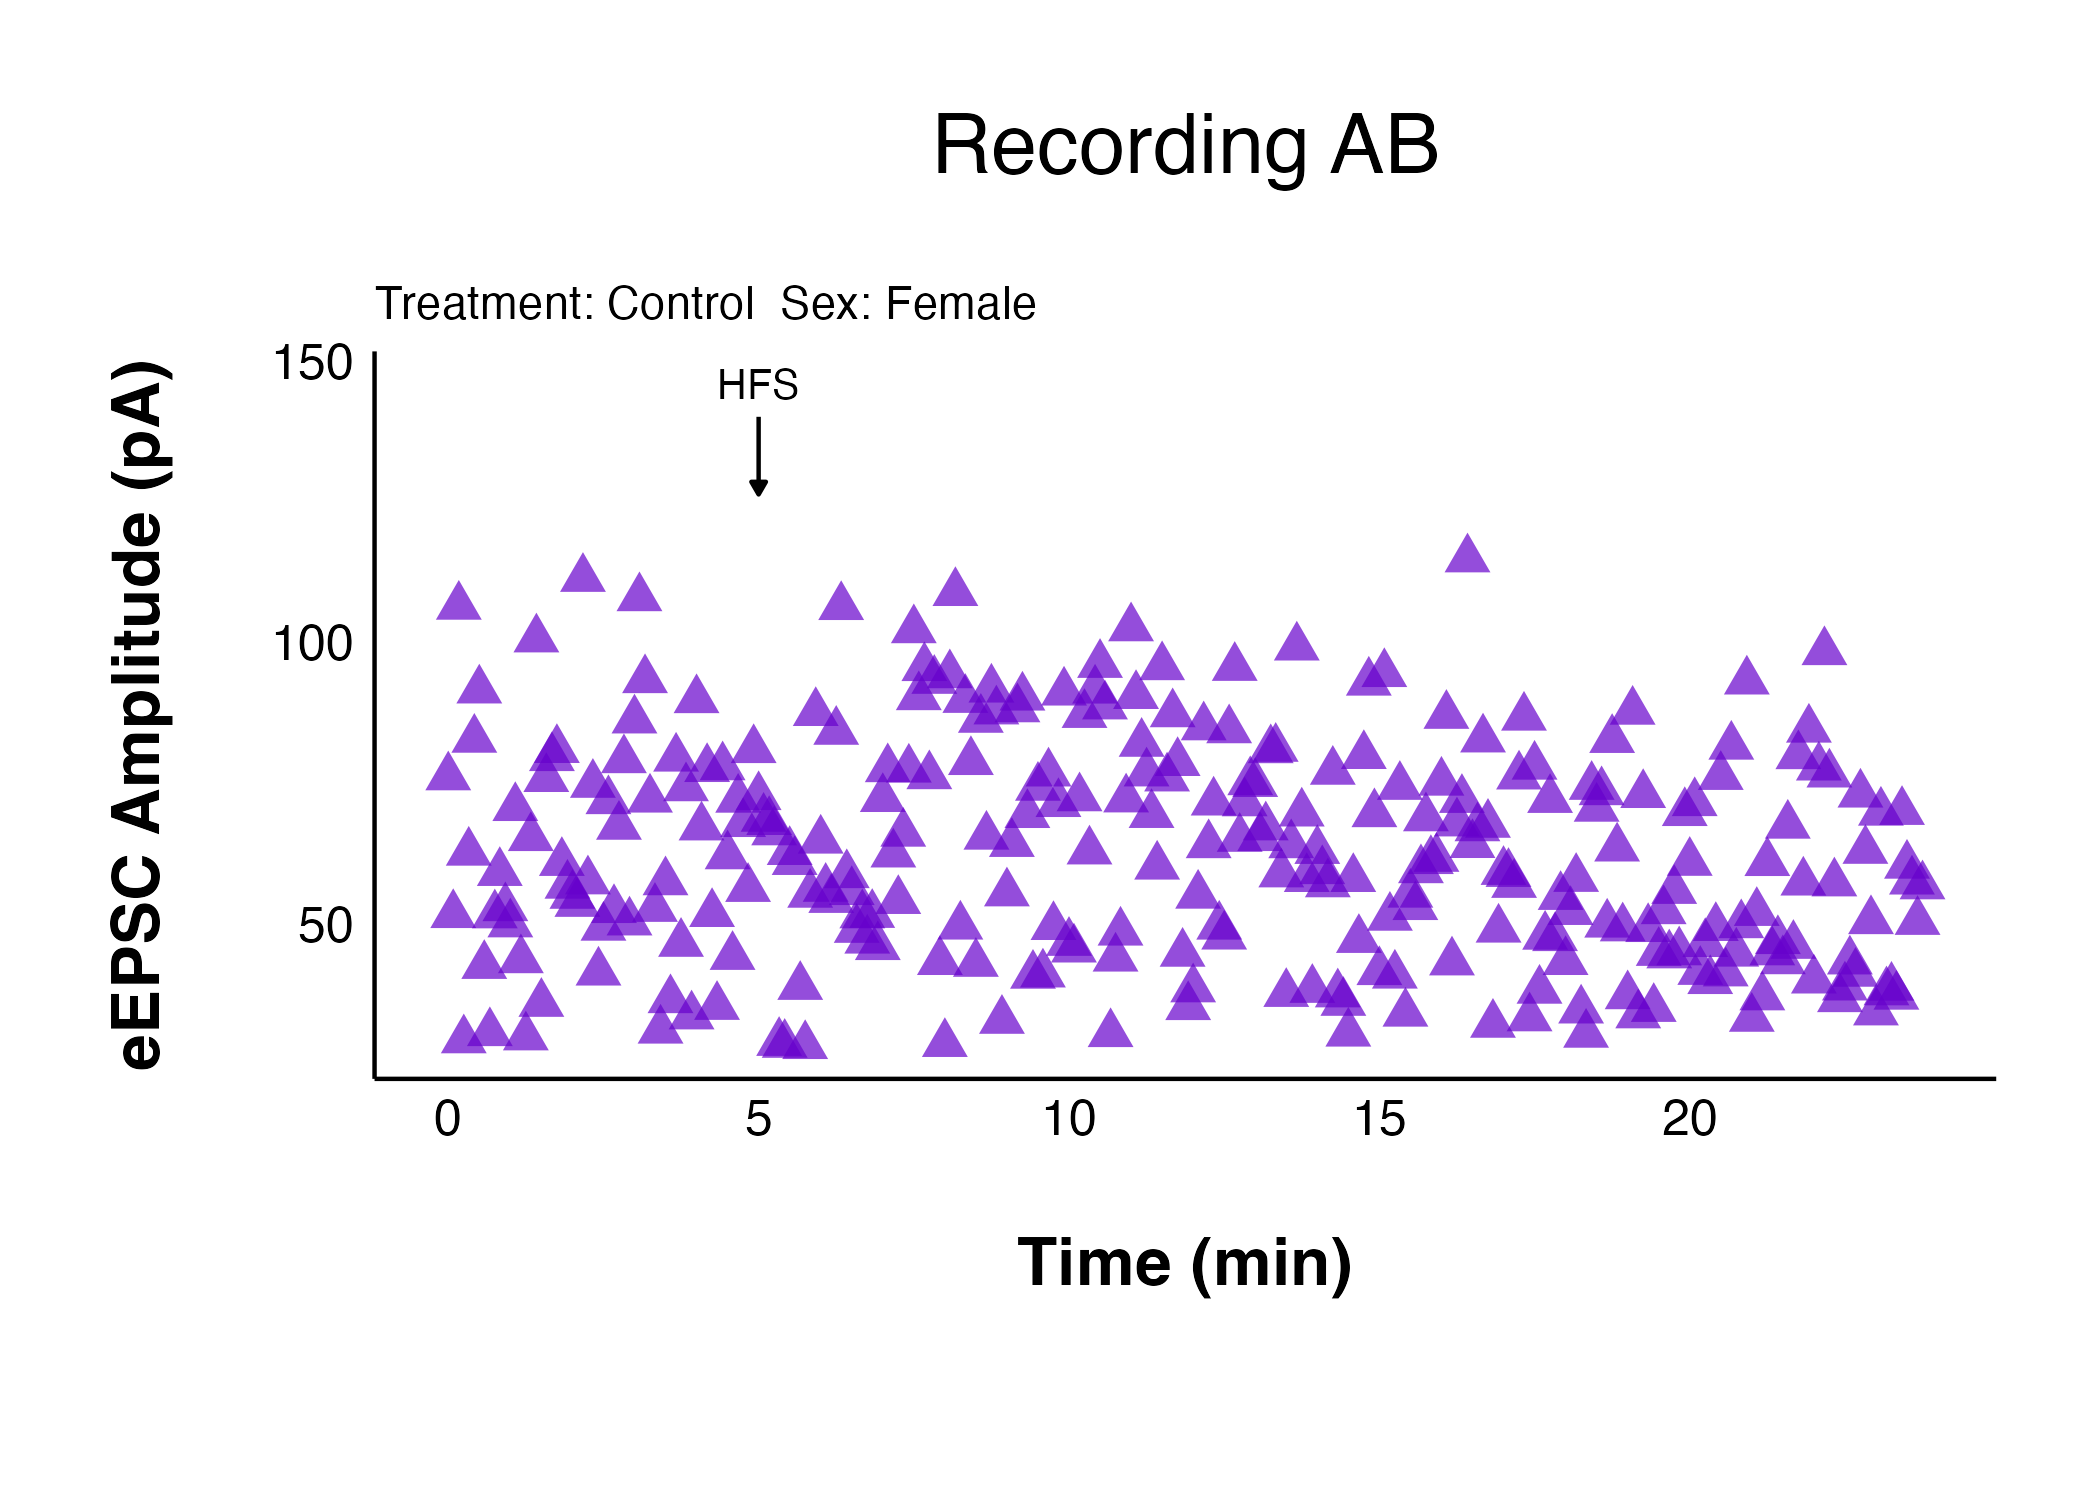 Recording AB
Treatment: Control  Sex: Female
eEPSC Amplitude (pA)
150
100
50
HFS
0 5 10 15 20
Time (min)